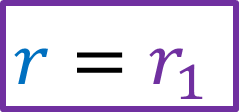 r = r₁